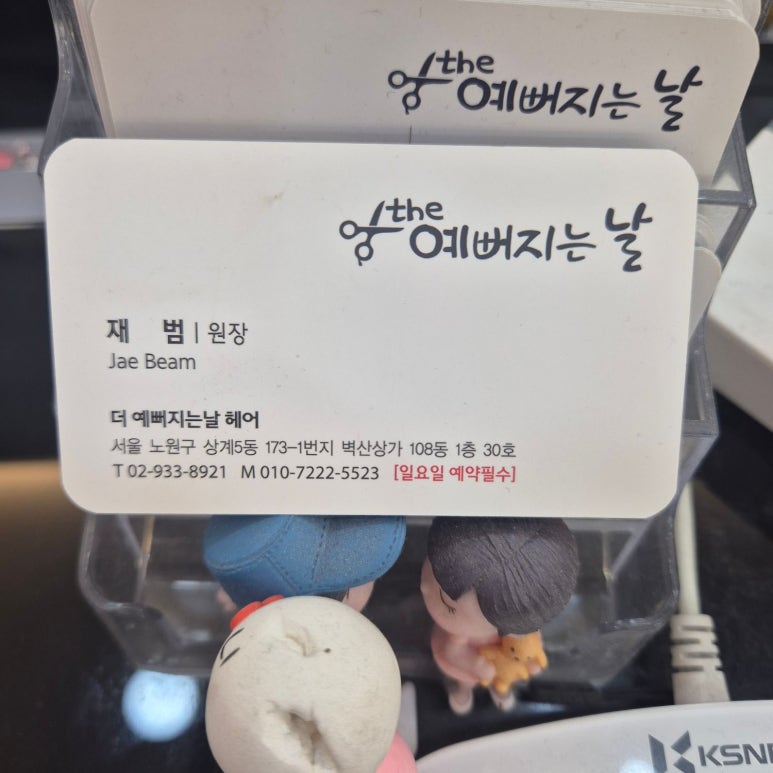 the
예뻐지는 날
the
예뻐지는 날
재 범 | 원장
Jae Beam
더 예뻐지는날 헤어
서울 노원구 상계5동 173-1번지 벽산상가 108동 1층 30호
T 02-933-8921 M 010-7222-5523 [일요일 예약필수]